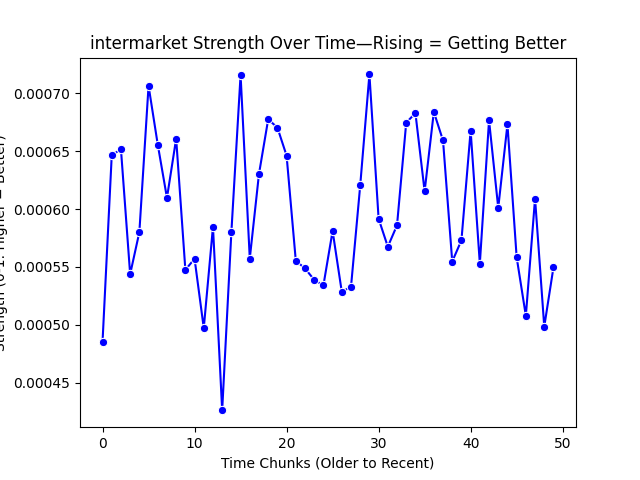 intermarket Strength Over Time—Rising = Getting Better
Strength (0-1: Higher = Better)
0.00070
0.00065
0.00060
0.00055
0.00050
0.00045
0 10 20 30 40 50
Time Chunks (Older to Recent)